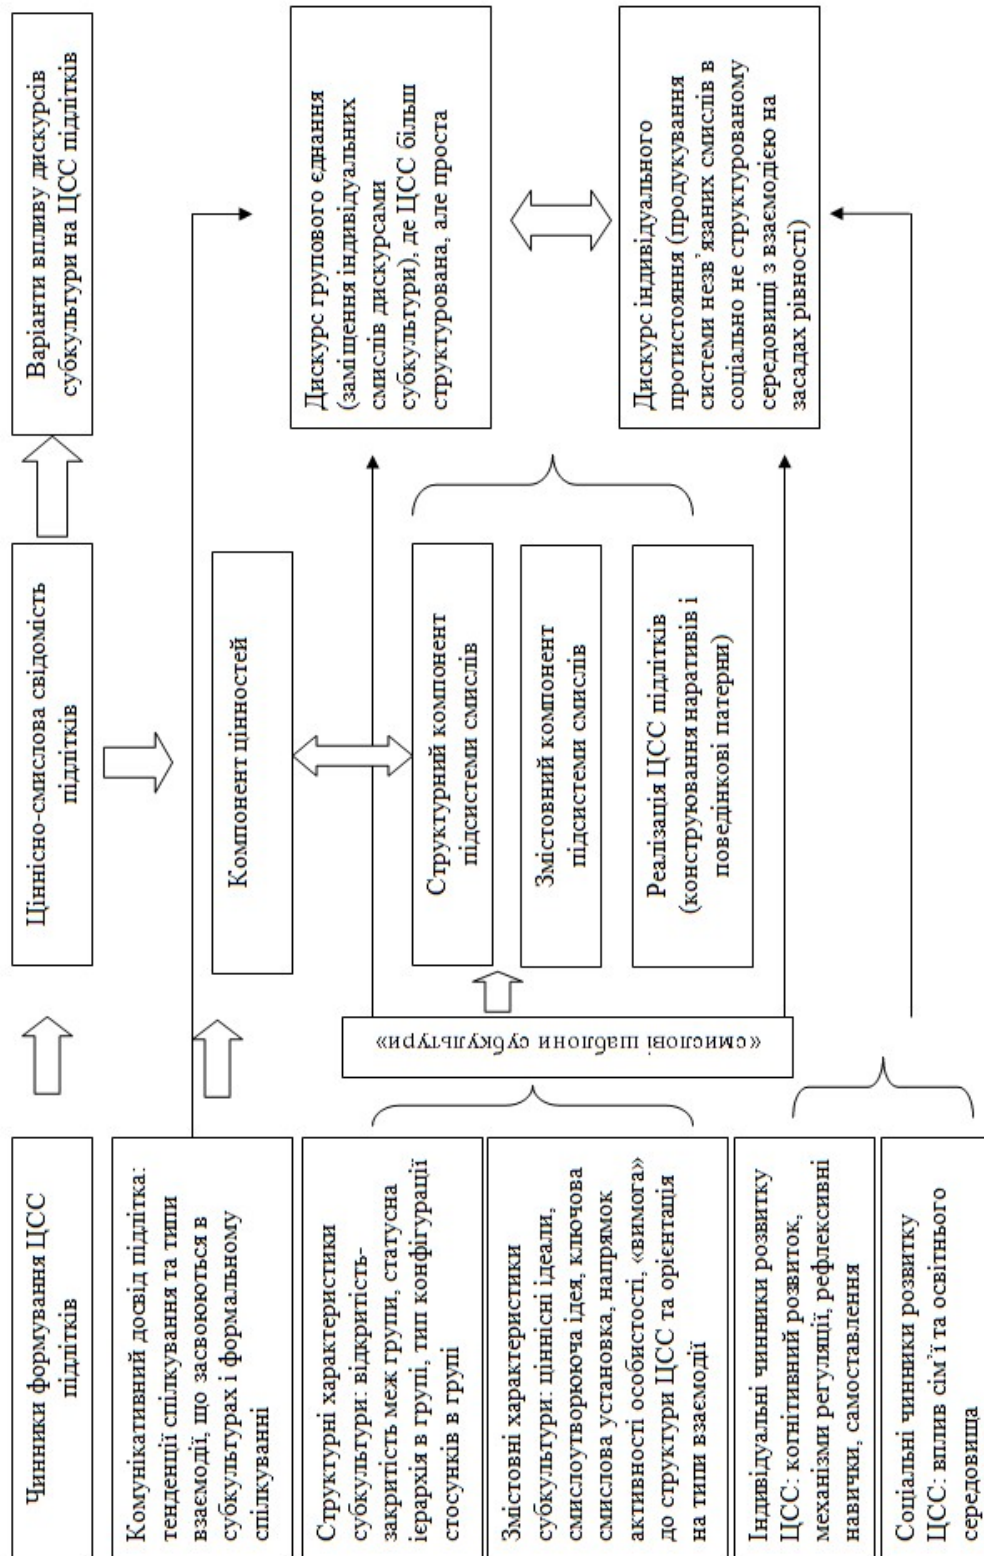 Чинники формування ЦСС
підлітків
Ціннісно-смислова свідомість
підлітків
Варіанти впливу дискурсів
субкультури на ЦСС підлітків
Комунікативний досвід підлітка:
тенденції спілкування та типи
взаємодії, що засвоюються в
субкультурах і формальному
спілкуванні
Структурні характеристики
субкультури: відкритість-
закритість меж групи, статусна
ієрархія в групі, тип конфігурації
стосунків в групі
Змістовні характеристики
субкультури: ціннісні ідеали,
смислоутворююча ідея, ключова
смислова установка, напрямок
активності особистості, «вимога»
до структури ЦСС та орієнтація
на типи взаємодії
Індивідуальні чинники розвитку
ЦСС: когнітивний розвиток,
механізми регуляції, рефлексивні
навички, самоставлення
Соціальні чинники розвитку
ЦСС: вплив сім’ї та освітнього
середовища
«смислові шаблони субкультури»
Компонент цінностей
Структурний компонент
підсистеми смислів
Змістовний компонент
підсистеми смислів
Реалізація ЦСС підлітків
(конструювання наративів і
поведінкові патерни)
Дискурс групового єднання
(заміщення індивідуальних
смислів дискурсами
субкультури), де ЦСС більш
структурована, але проста
Дискурс індивідуального
протистояння (продукування
системи незв’язаних смислів в
соціально не структурованому
середовищі з взаємодією на
засадах рівності)